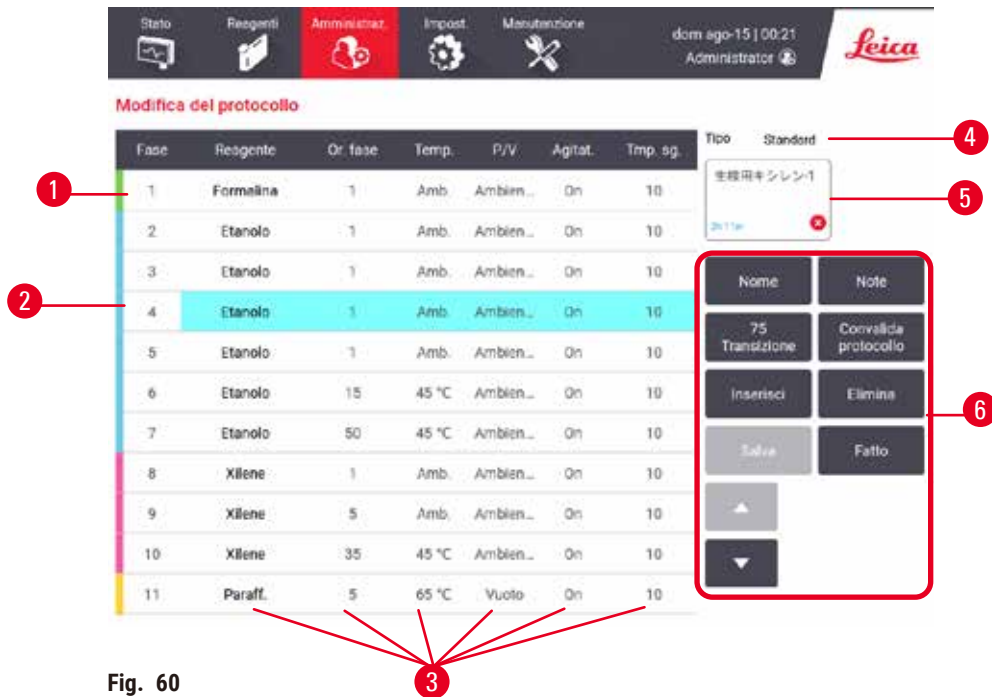 Stato Reagenti Amministraz. Impost. Manutenzione dom ago-15 | 00:21
Administrator
Leica
Modifica del protocollo
Fase Reagente Or. fase Temp. P/V Agitat. Tmp. sg.
1 Formalina 1 Amb. Ambien... On 10
2 Etanolo 1 Amb. Ambien... On 10
3 Etanolo 1 Amb. Ambien... On 10
4 Etanolo 1 Amb. Ambien... On 10
5 Etanolo 1 Amb. Ambien... On 10
6 Etanolo 15 45 °C Ambien... On 10
7 Etanolo 50 45 °C Ambien... On 10
8 Xilene 1 Amb. Ambien... On 10
9 Xilene 5 Amb. Ambien... On 10
10 Xilene 35 45 °C Ambien... On 10
11 Paraff. 5 65 °C Vuoto On 10
Tipo Standard
生検用キシレン-1
Nome Note
75
Transizione
Convalida
protocollo
Inserisci Elimina
Salva Fatto
1
2
3
4
5
6
Fig. 60